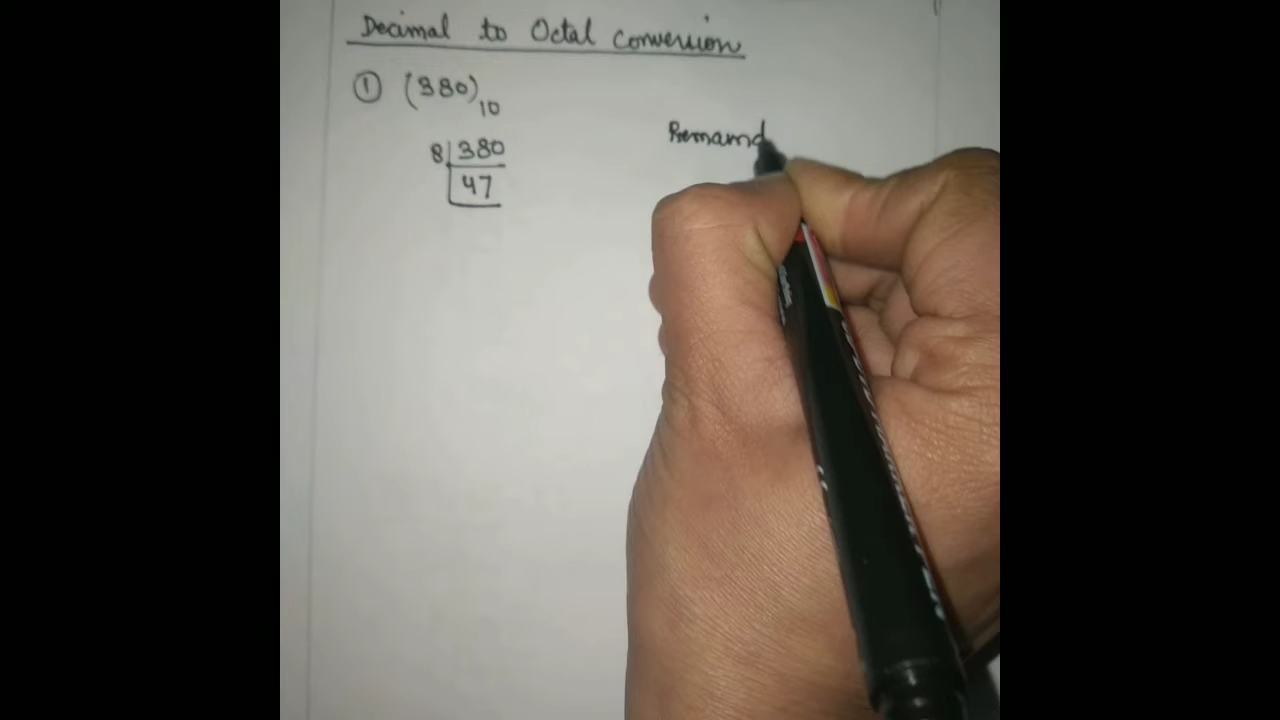 Decimal to Octal Conversion
① (380)10
Remaind
8 380
47